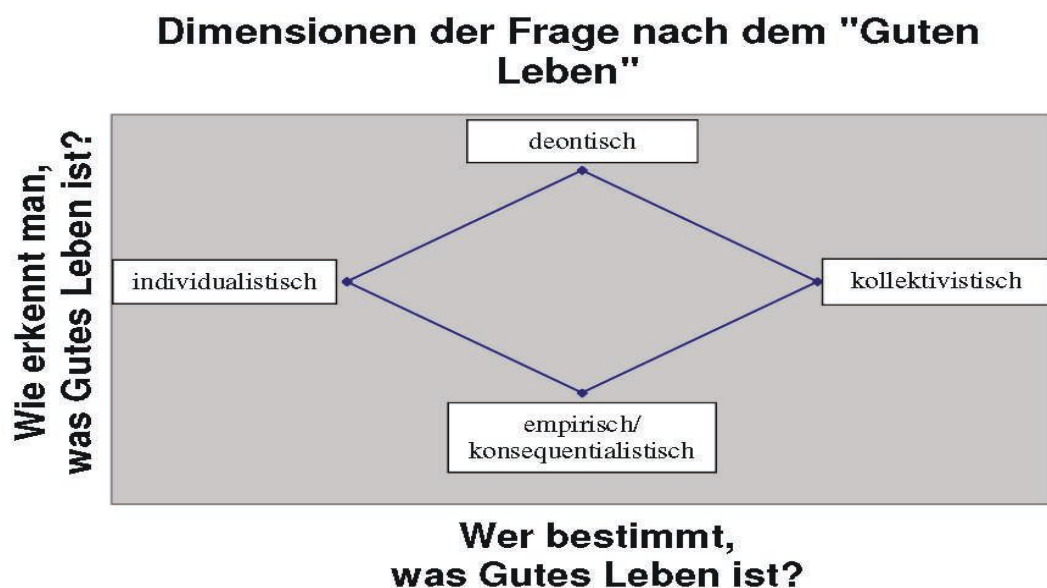 Dimensionen der Frage nach dem "Guten
Leben"
Wie erkennt man,
was Gutes Leben ist?
deontisch
individualistisch
kollektivistisch
empirisch/
konsequentialistisch
Wer bestimmt,
was Gutes Leben ist?